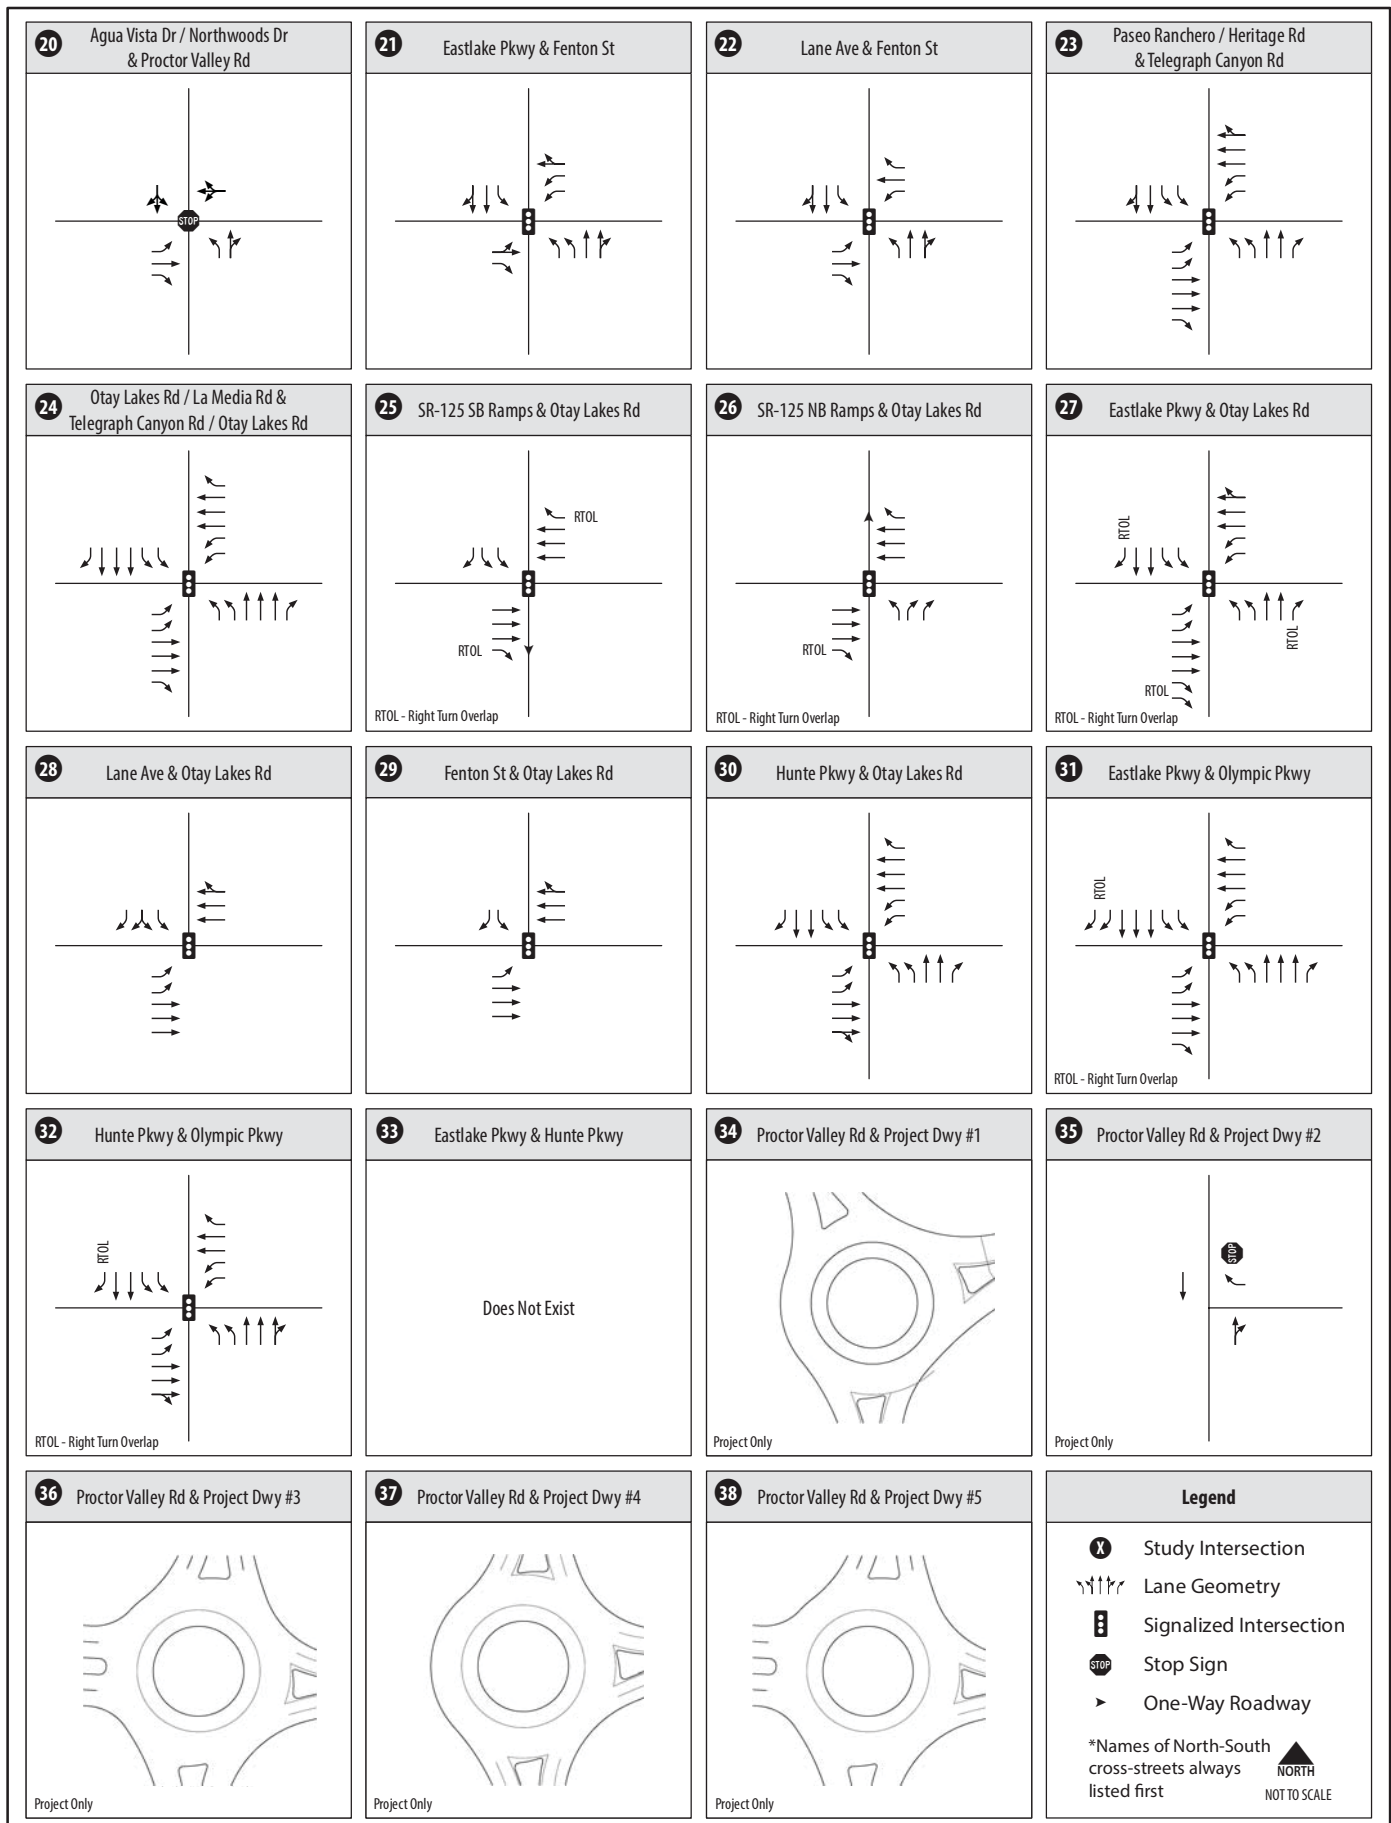 20 Agua Vista Dr / Northwoods Dr
& Proctor Valley Rd
STOP
21 Eastlake Pkwy & Fenton St
22 Lane Ave & Fenton St
23 Paseo Ranchero / Heritage Rd
& Telegraph Canyon Rd
24 Otay Lakes Rd / La Media Rd &
Telegraph Canyon Rd / Otay Lakes Rd
25 SR-125 SB Ramps & Otay Lakes Rd
RTOL
RTOL
RTOL - Right Turn Overlap
26 SR-125 NB Ramps & Otay Lakes Rd
RTOL
RTOL - Right Turn Overlap
27 Eastlake Pkwy & Otay Lakes Rd
RTOL
RTOL
RTOL
RTOL - Right Turn Overlap
28 Lane Ave & Otay Lakes Rd
29 Fenton St & Otay Lakes Rd
30 Hunte Pkwy & Otay Lakes Rd
31 Eastlake Pkwy & Olympic Pkwy
RTOL
RTOL - Right Turn Overlap
32 Hunte Pkwy & Olympic Pkwy
RTOL
RTOL - Right Turn Overlap
33 Eastlake Pkwy & Hunte Pkwy
Does Not Exist
34 Proctor Valley Rd & Project Dwy #1
Project Only
35 Proctor Valley Rd & Project Dwy #2
STOP
Project Only
36 Proctor Valley Rd & Project Dwy #3
Project Only
37 Proctor Valley Rd & Project Dwy #4
Project Only
38 Proctor Valley Rd & Project Dwy #5
Project Only
Legend
X Study Intersection
Lane Geometry
Signalized Intersection
STOP Stop Sign
One-Way Roadway
*Names of North-South
cross-streets always
listed first
NORTH
NOT TO SCALE